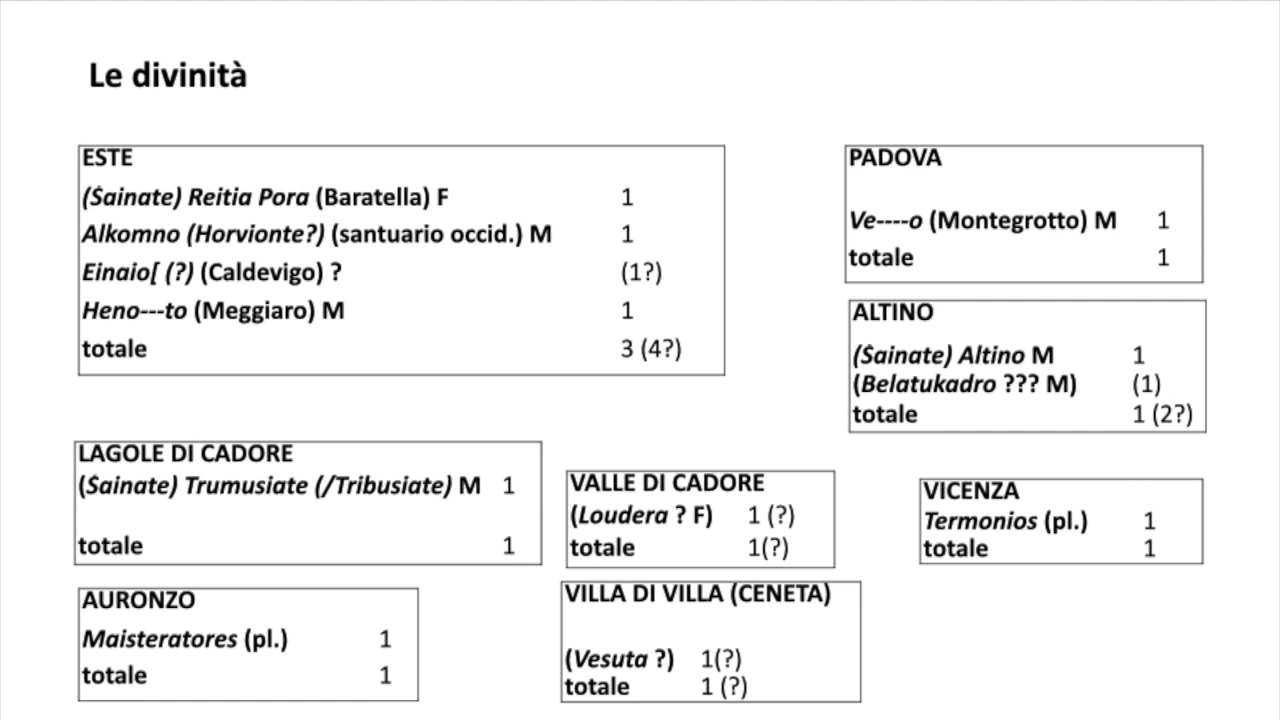 Le divinità
ESTE
(Śainate) Reitia Pora (Baratella) F 1
Alkomno (Horvionte?) (santuario occid.) M 1
Einaio[ (?) (Caldevigo) ? (1?)
Heno---to (Meggiaro) M 1
totale 3 (4?)
PADOVA
Ve----o (Montegrotto) M 1
totale 1
ALTINO
(Śainate) Altino M 1
(Belatukadro ??? M) (1)
totale 1 (2?)
LAGOLE DI CADORE
(Śainate) Trumusiate (/Tribusiate) M 1
totale 1
VALLE DI CADORE
(Loudera ? F) 1 (?)
totale 1(?)
VICENZA
Termonios (pl.) 1
totale 1
AURONZO
Maisteratores (pl.) 1
totale 1
VILLA DI VILLA (CENETA)
(Vesuta ?) 1(?)
totale 1 (?)